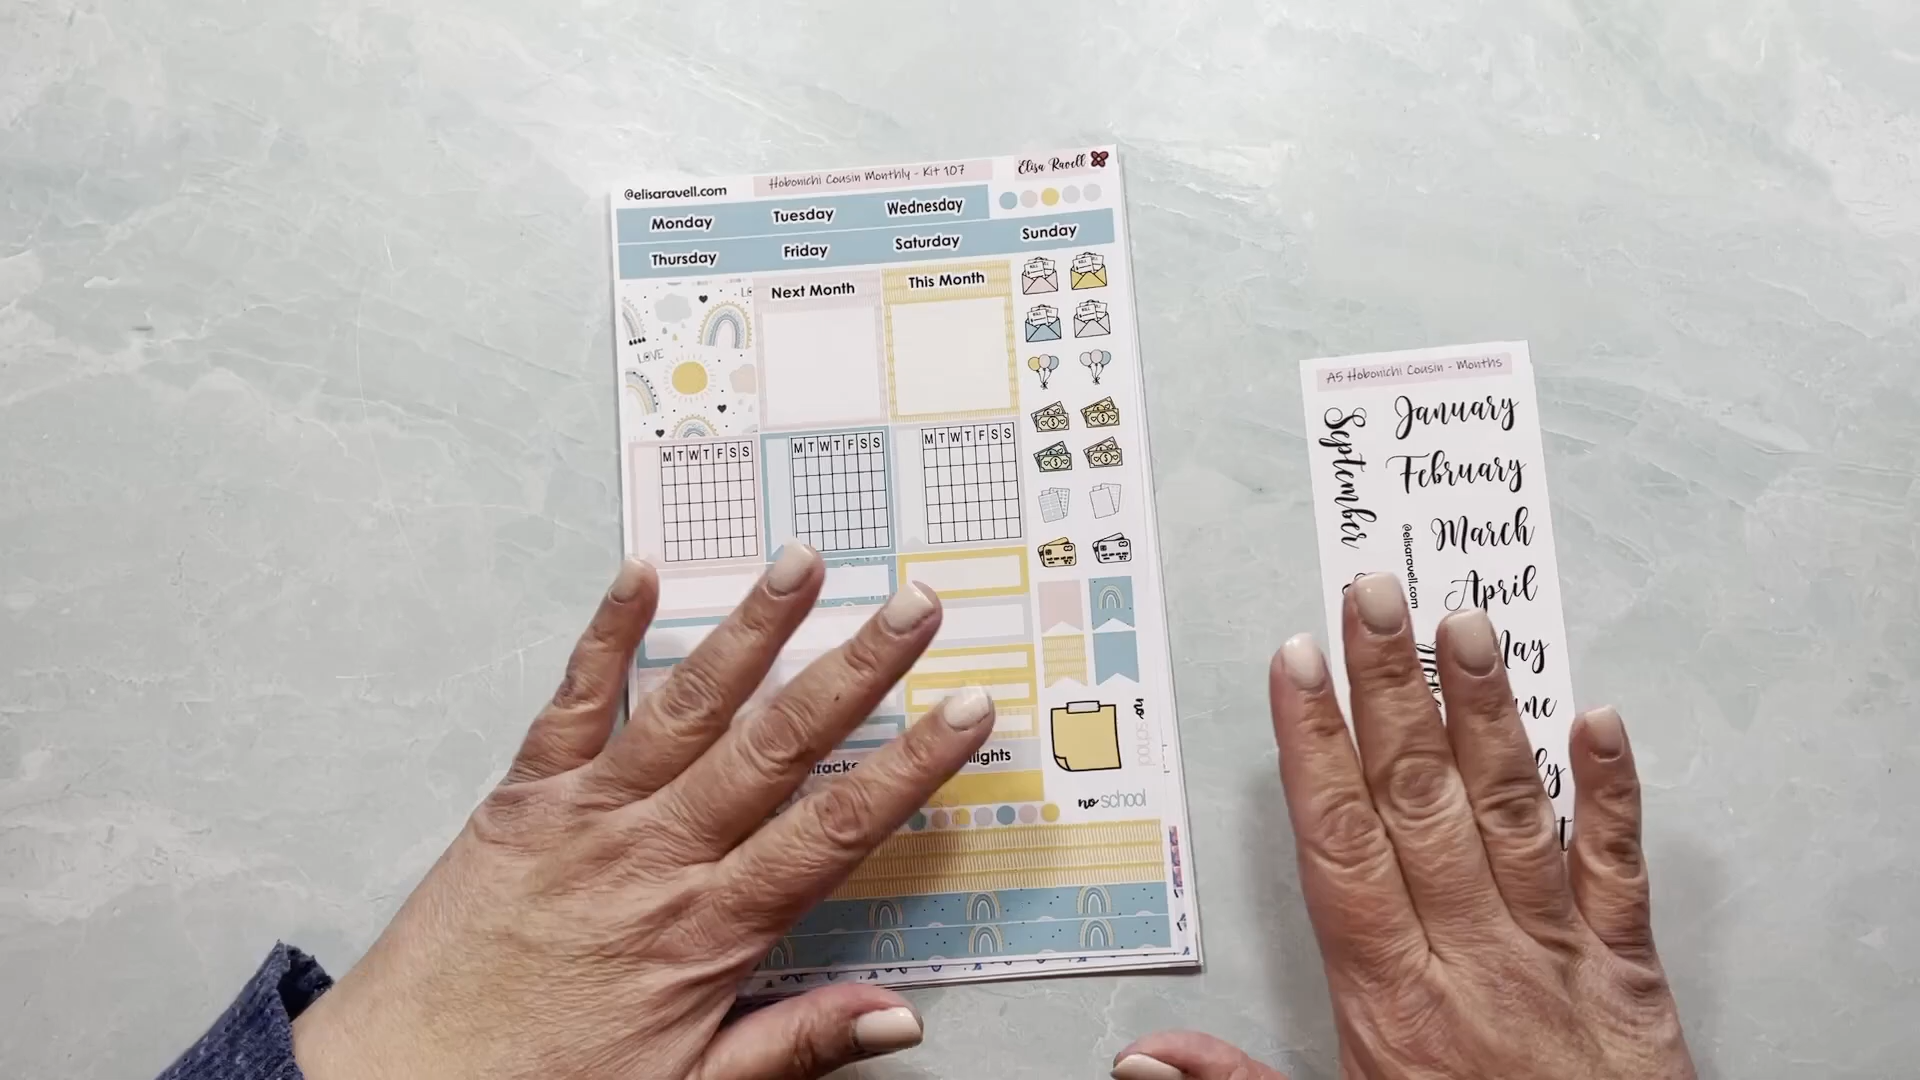 @elisaravell.com
Hobonichi Cousin Monthly - Kit 107
Elisa Ravell
Monday Tuesday Wednesday
Thursday Friday Saturday Sunday
LOVE
Next Month
This Month
M T W T F S S
M T W T F S S
M T W T F S S
no school
no school
A5 Hobonichi Cousin - Months
September
January
February
March
April
@elisaravell.com